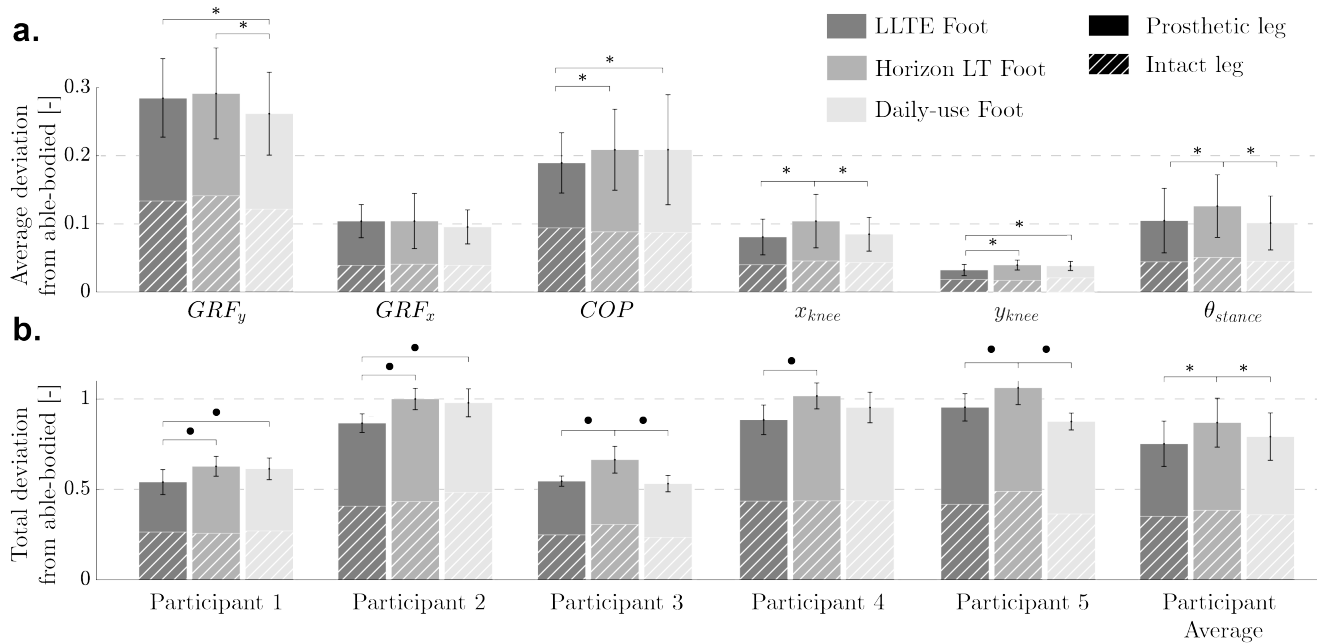 a.
LLTE Foot
Horizon LT Foot
Daily-use Foot
Prosthetic leg
Intact leg
Average deviation
from able-bodied [-]
0.3
0.2
0.1
0
* * * * * * * * * *
GRF_y GRF_x COP x_knee y_knee θ_stance
b.
Total deviation
from able-bodied [-]
1
0.5
0
* *
Participant 1 Participant 2 Participant 3 Participant 4 Participant 5 Participant
Average